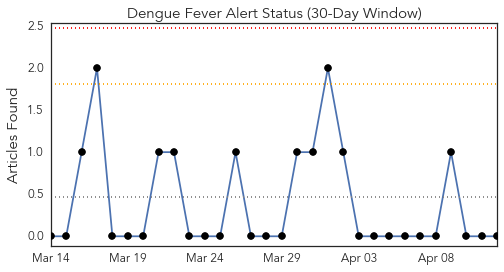 Dengue Fever Alert Status (30-Day Window)
Articles Found
2.5
2.0
1.5
1.0
0.5
0.0
Mar 14 Mar 19 Mar 24 Mar 29 Apr 03 Apr 08